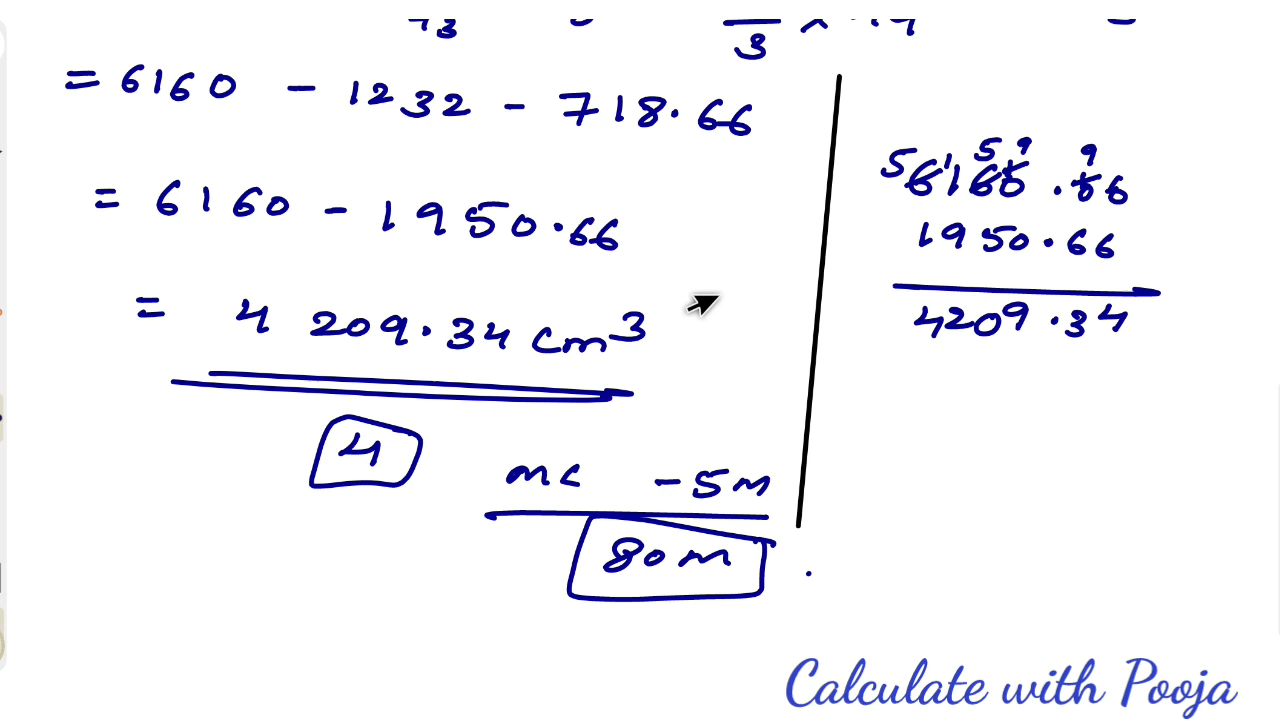 = 6160 - 1232 - 718.66
= 6160 - 1950.66
= 4209.34 cm³
4
mc - 5m
80m.
6160.00
1950.66
4209.34
Calculate with Pooja